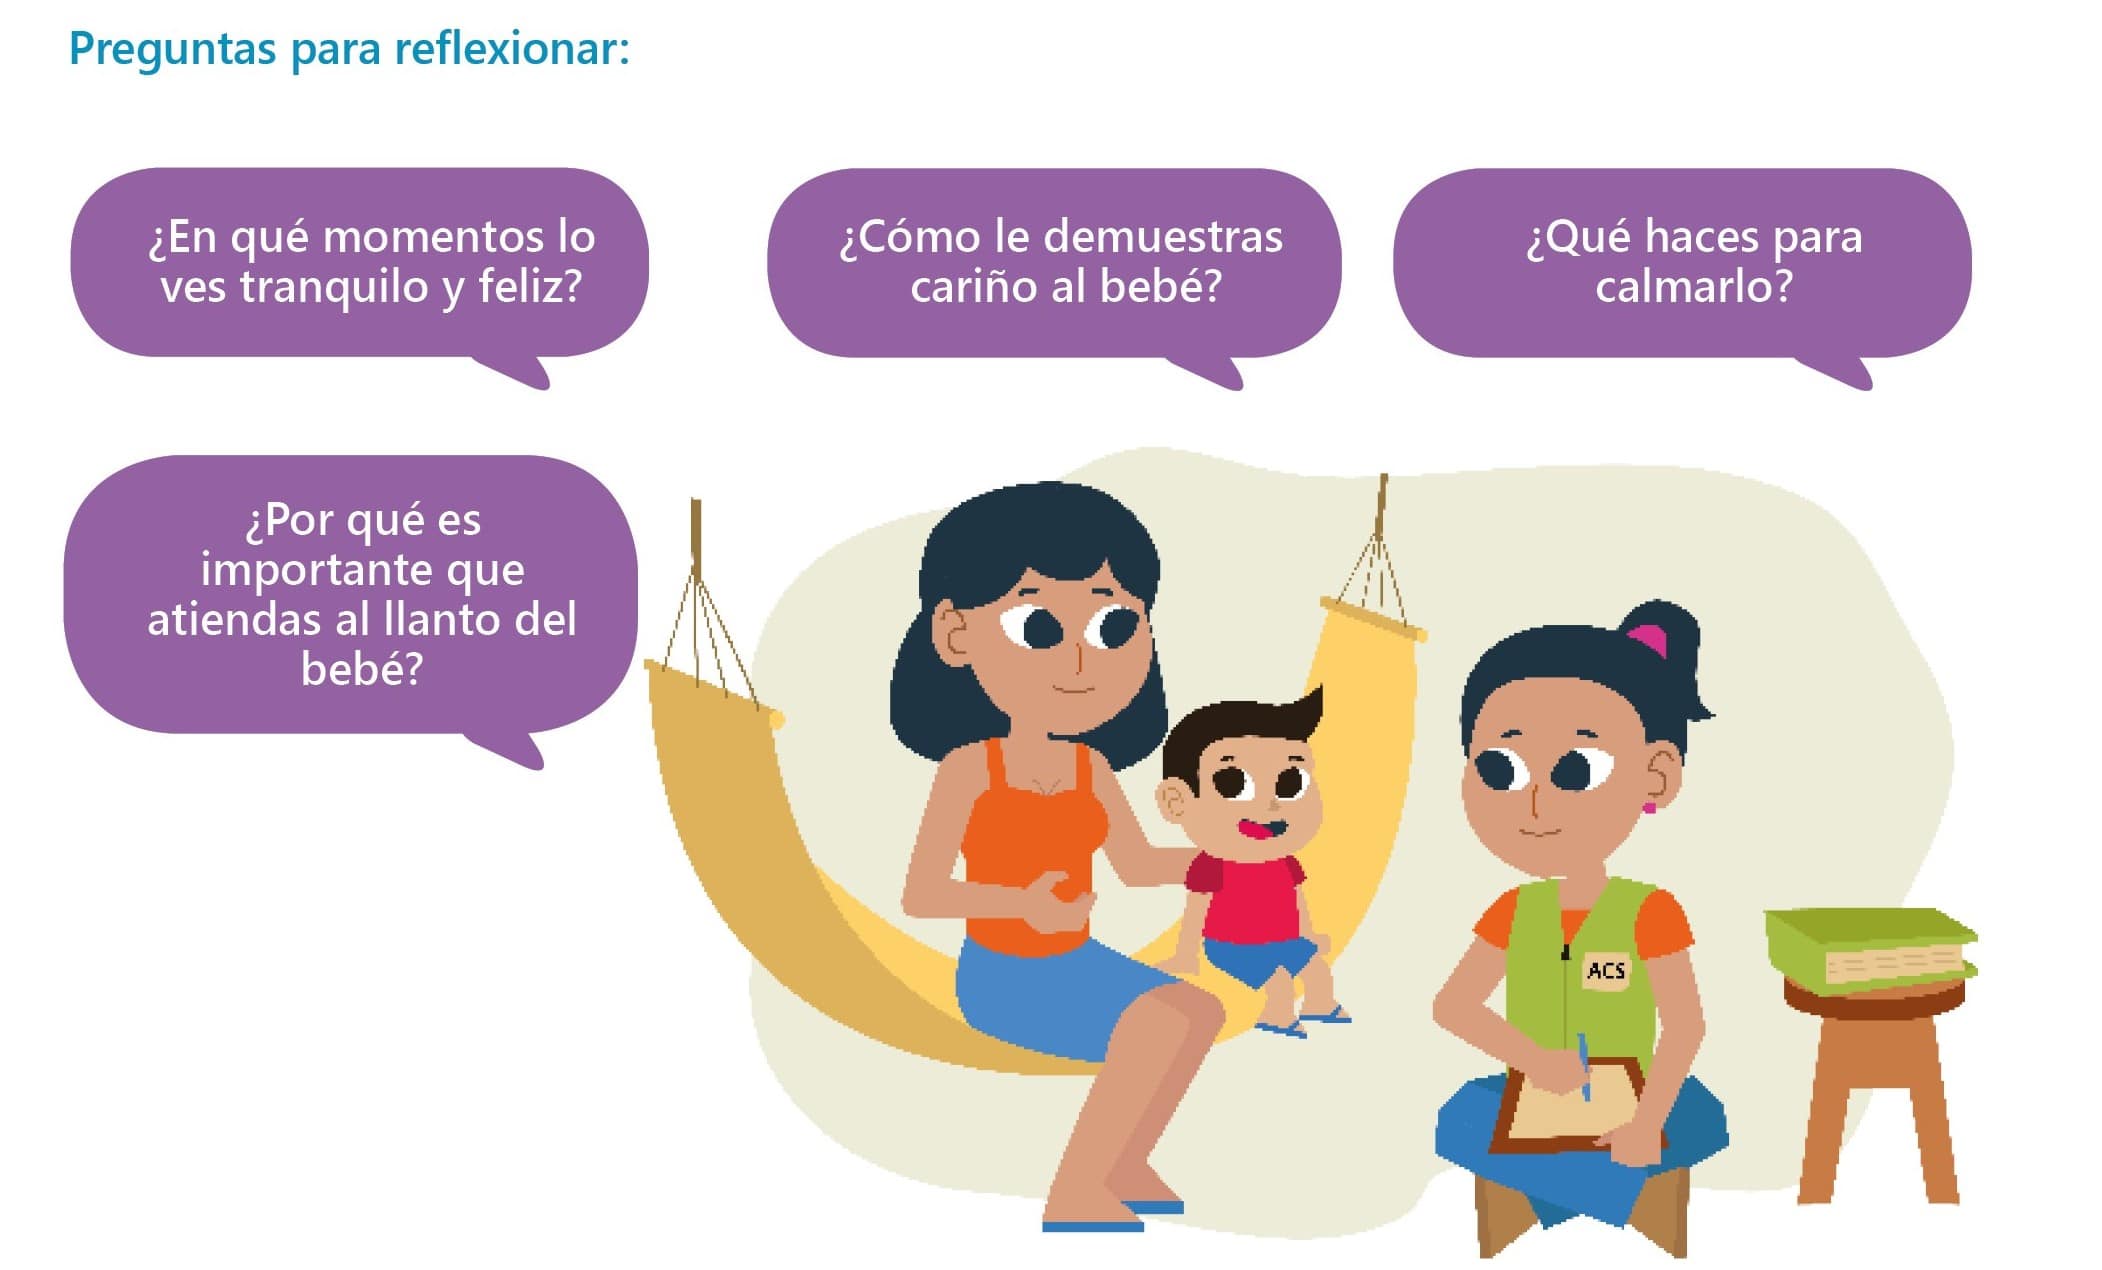 Preguntas para reflexionar:
¿En qué momentos lo
ves tranquilo y feliz?
¿Cómo le demuestras
cariño al bebé?
¿Qué haces para
calmarlo?
¿Por qué es
importante que
atiendas al llanto del
bebé?
ACS